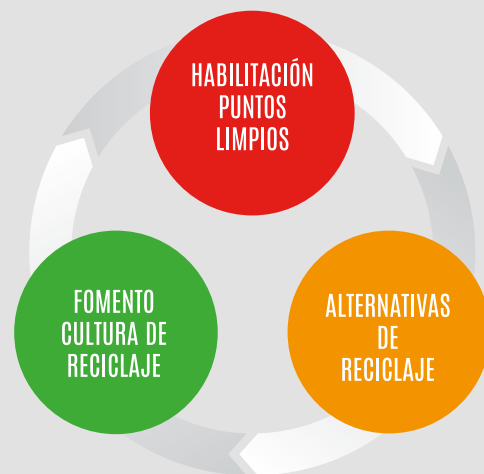 HABILITACIÓN
PUNTOS
LIMPIOS
FOMENTO
CULTURA DE
RECICLAJE
ALTERNATIVAS
DE
RECICLAJE